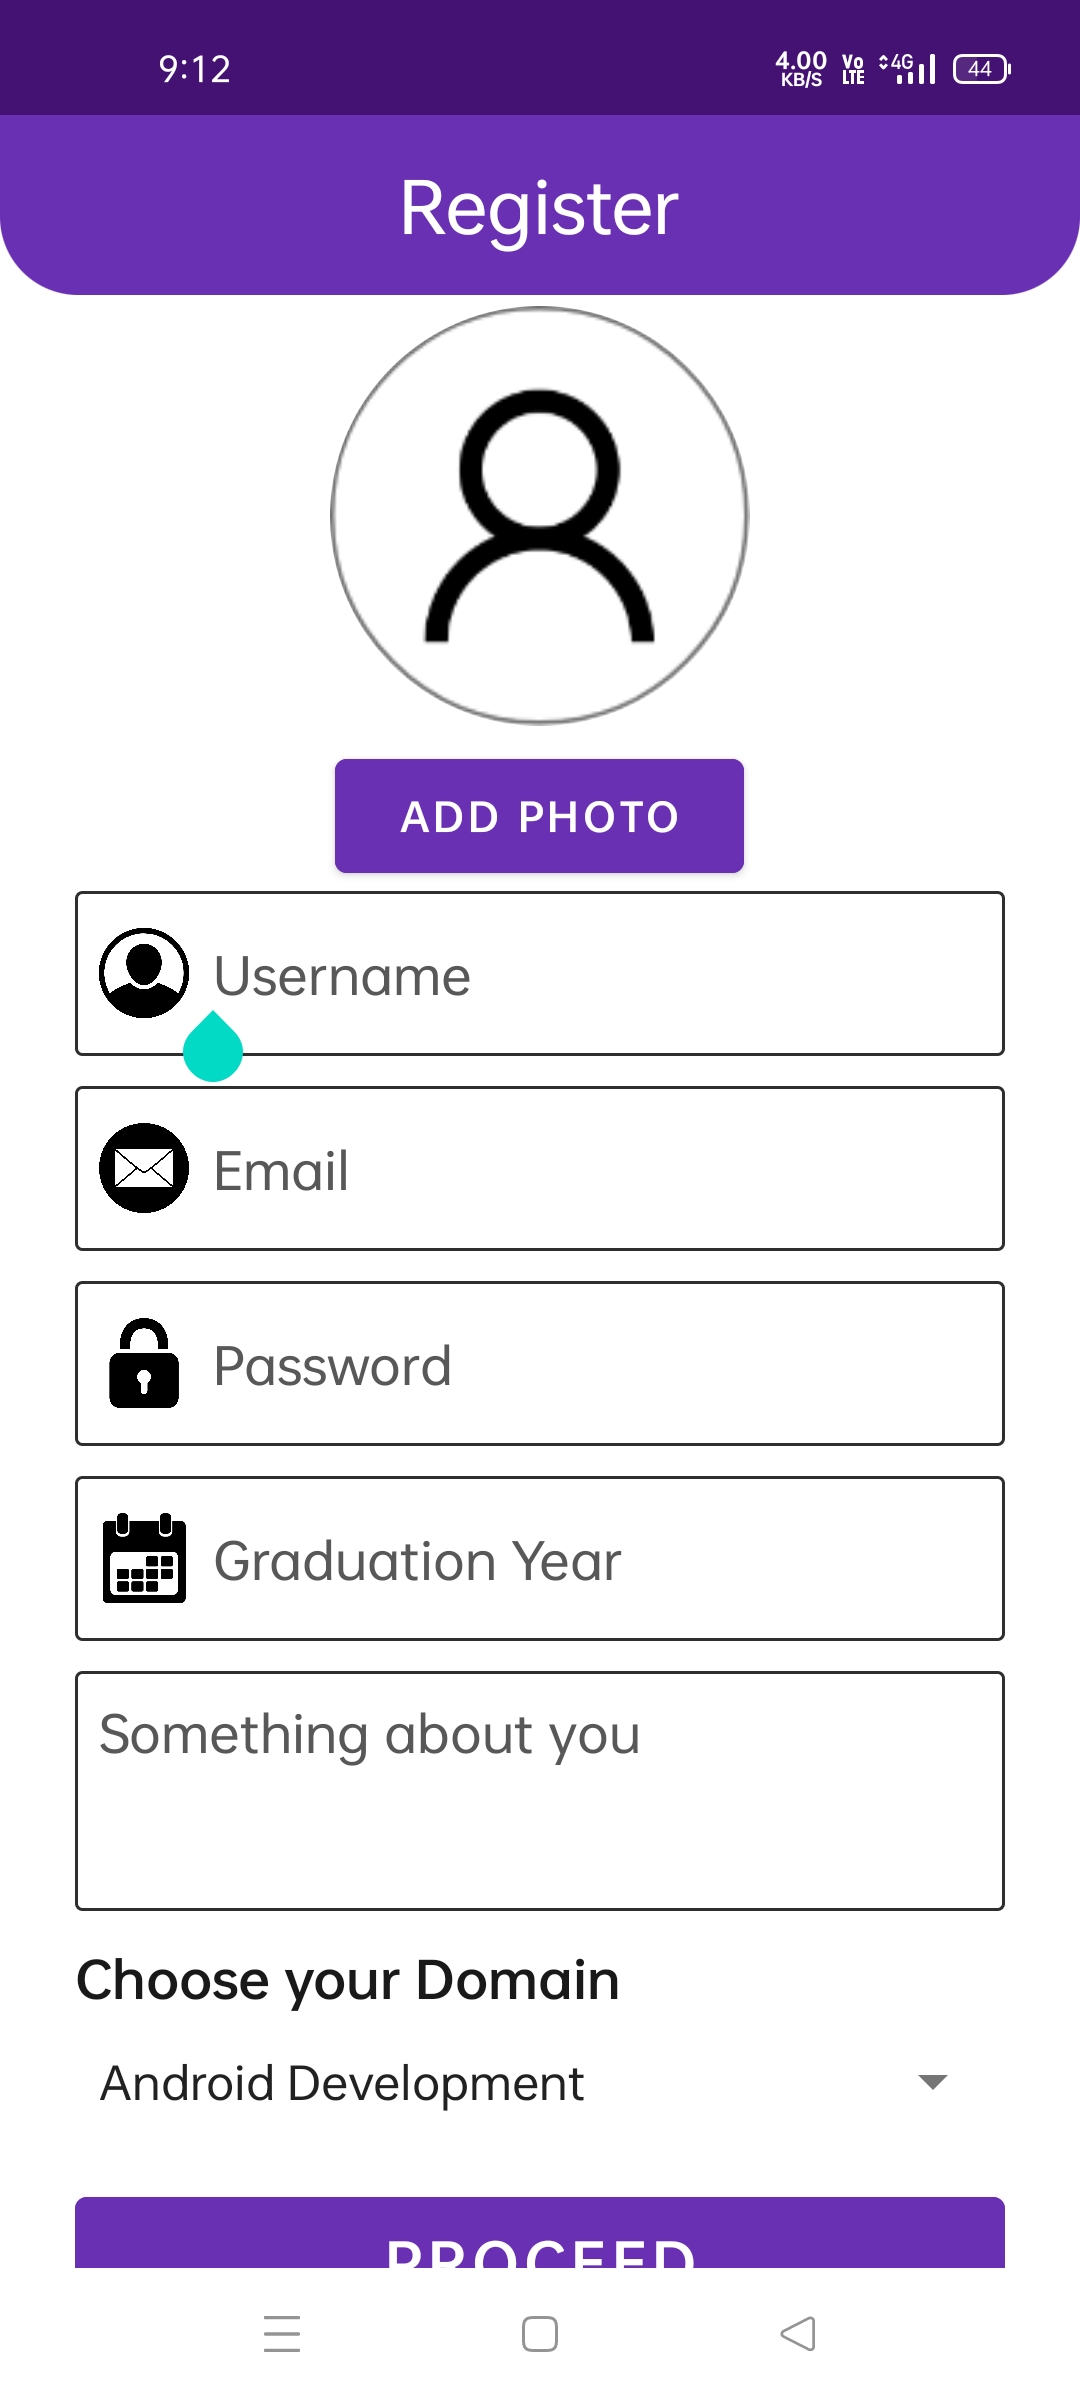 9:12
4.00 KB/S Vo LTE 4G 44
Register
ADD PHOTO
Username
Email
Password
Graduation Year
Something about you
Choose your Domain
Android Development
PROCEED